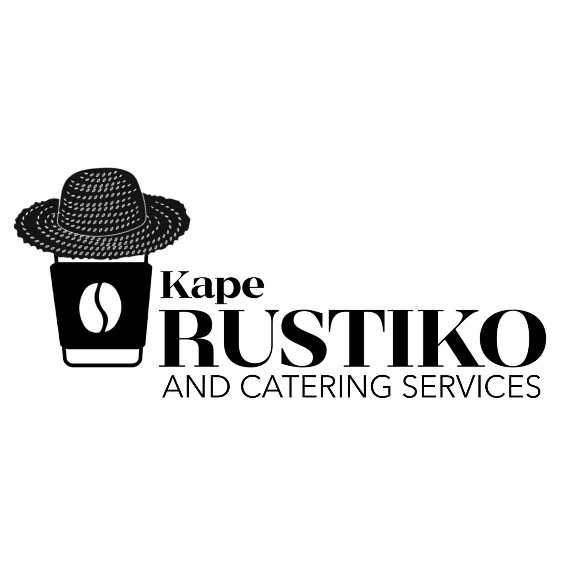 Kape
RUSTIKO
AND CATERING SERVICES